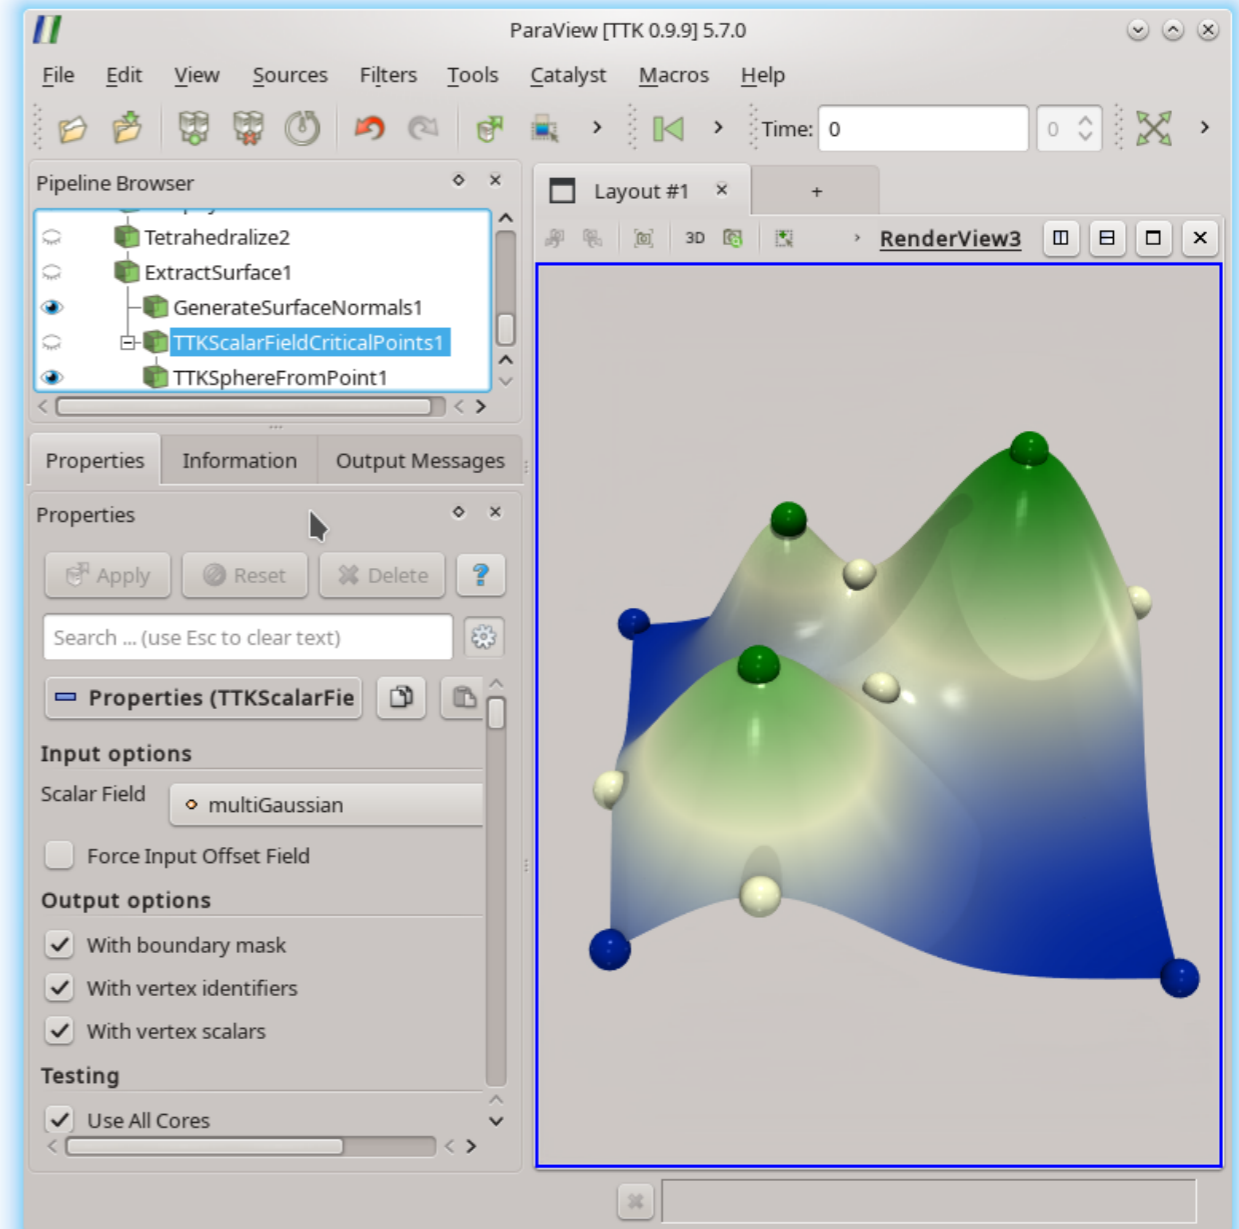 ParaView [TTK 0.9.9] 5.7.0
File Edit View Sources Filters Tools Catalyst Macros Help
Time: 0 0
Pipeline Browser
Layout #1 +
Tetrahedralize2
3D RenderView3
ExtractSurface1
GenerateSurfaceNormals1
TTKScalarFieldCriticalPoints1
TTKSphereFromPoint1
Properties Information Output Messages
Properties
Apply Reset Delete ?
Search ... (use Esc to clear text)
Properties (TTKScalarFie
Input options
Scalar Field multiGaussian
Force Input Offset Field
Output options
With boundary mask
With vertex identifiers
With vertex scalars
Testing
Use All Cores